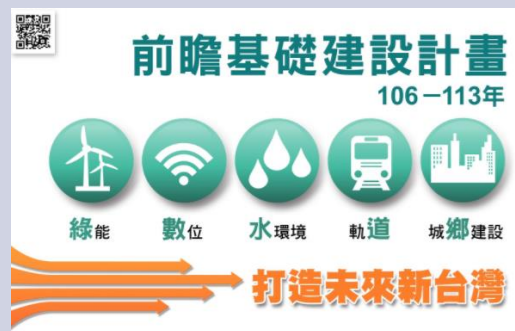 前瞻基礎建設計畫
106－113年
綠能 數位 水環境 軌道 城鄉建設
打造未來新台灣